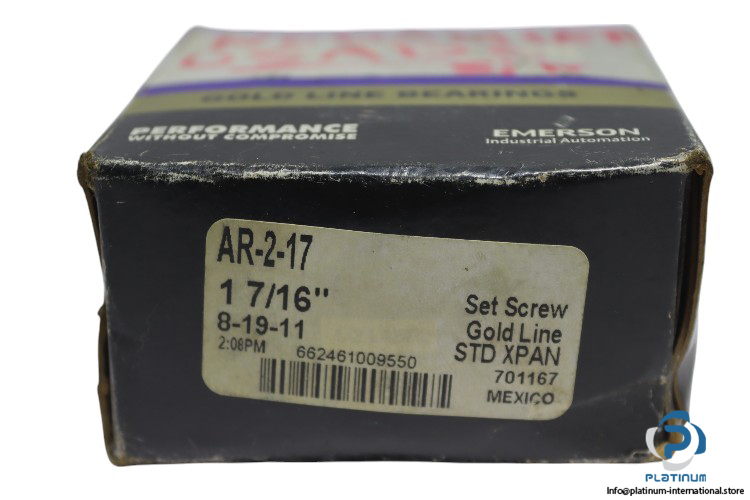 GOLD LINE BEARINGS
PERFORMANCE
WITHOUT COMPROMISE
EMERSON
Industrial Automation
AR-2-17
1 7/16"
8-19-11
2:08PM
662461009550
Set Screw
Gold Line
STD XPAN
701167
MEXICO
PLATINUM
Info@platinum-international.store